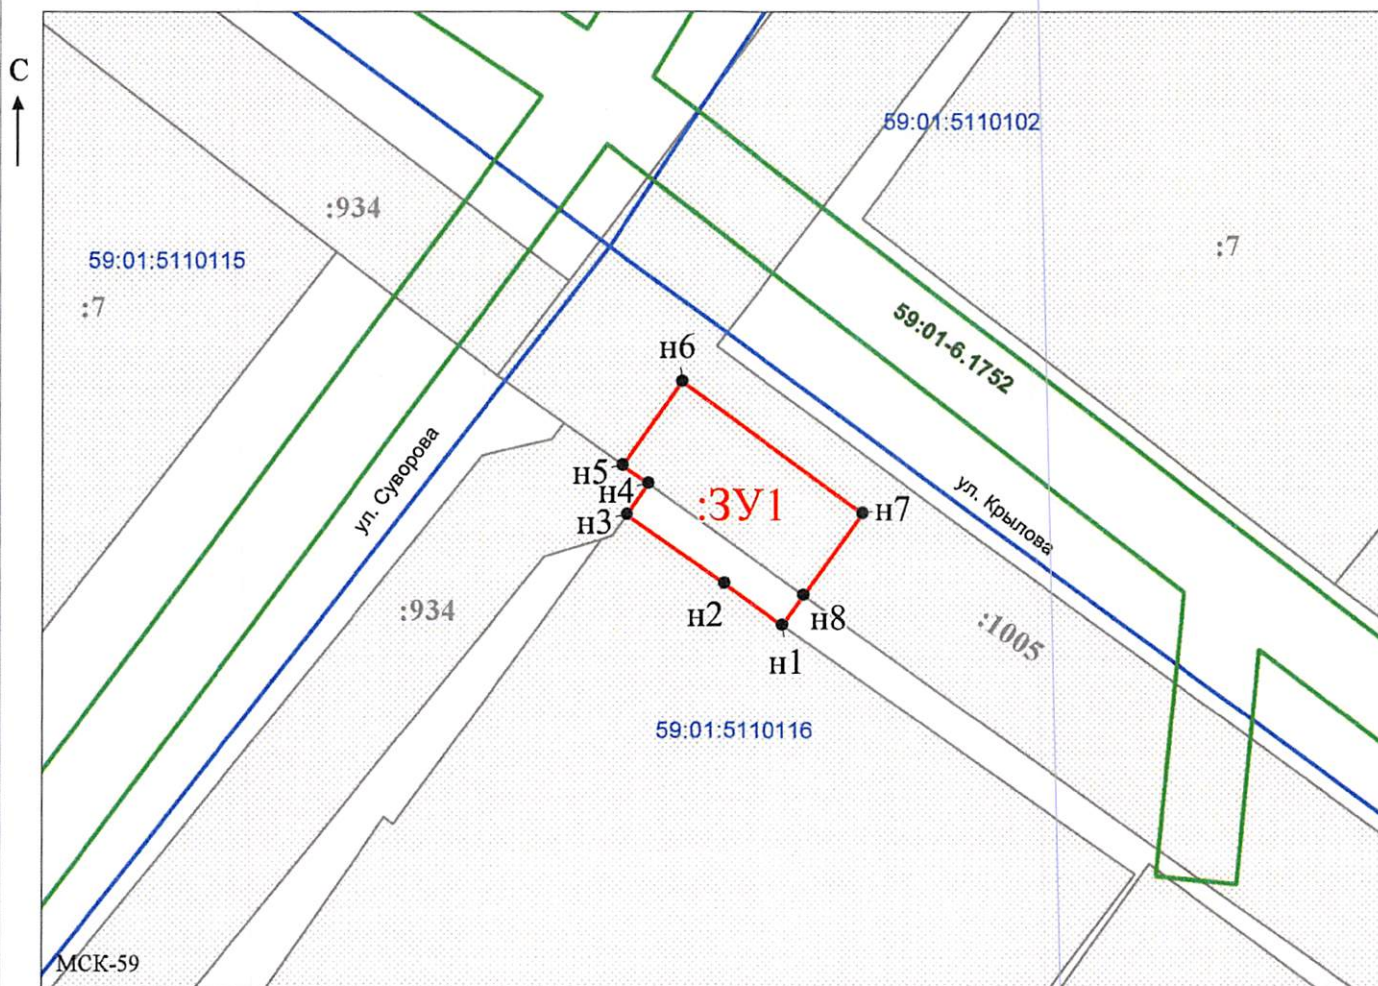 С
59:01:5110102
:934
:7
59:01:5110115
:7
59:01-6.1752
н6
ул. Суворова
н5
н4
:ЗУ1
н7
ул. Крылова
н3
:934
н2
н8
:1005
н1
59:01:5110116
МСК-59